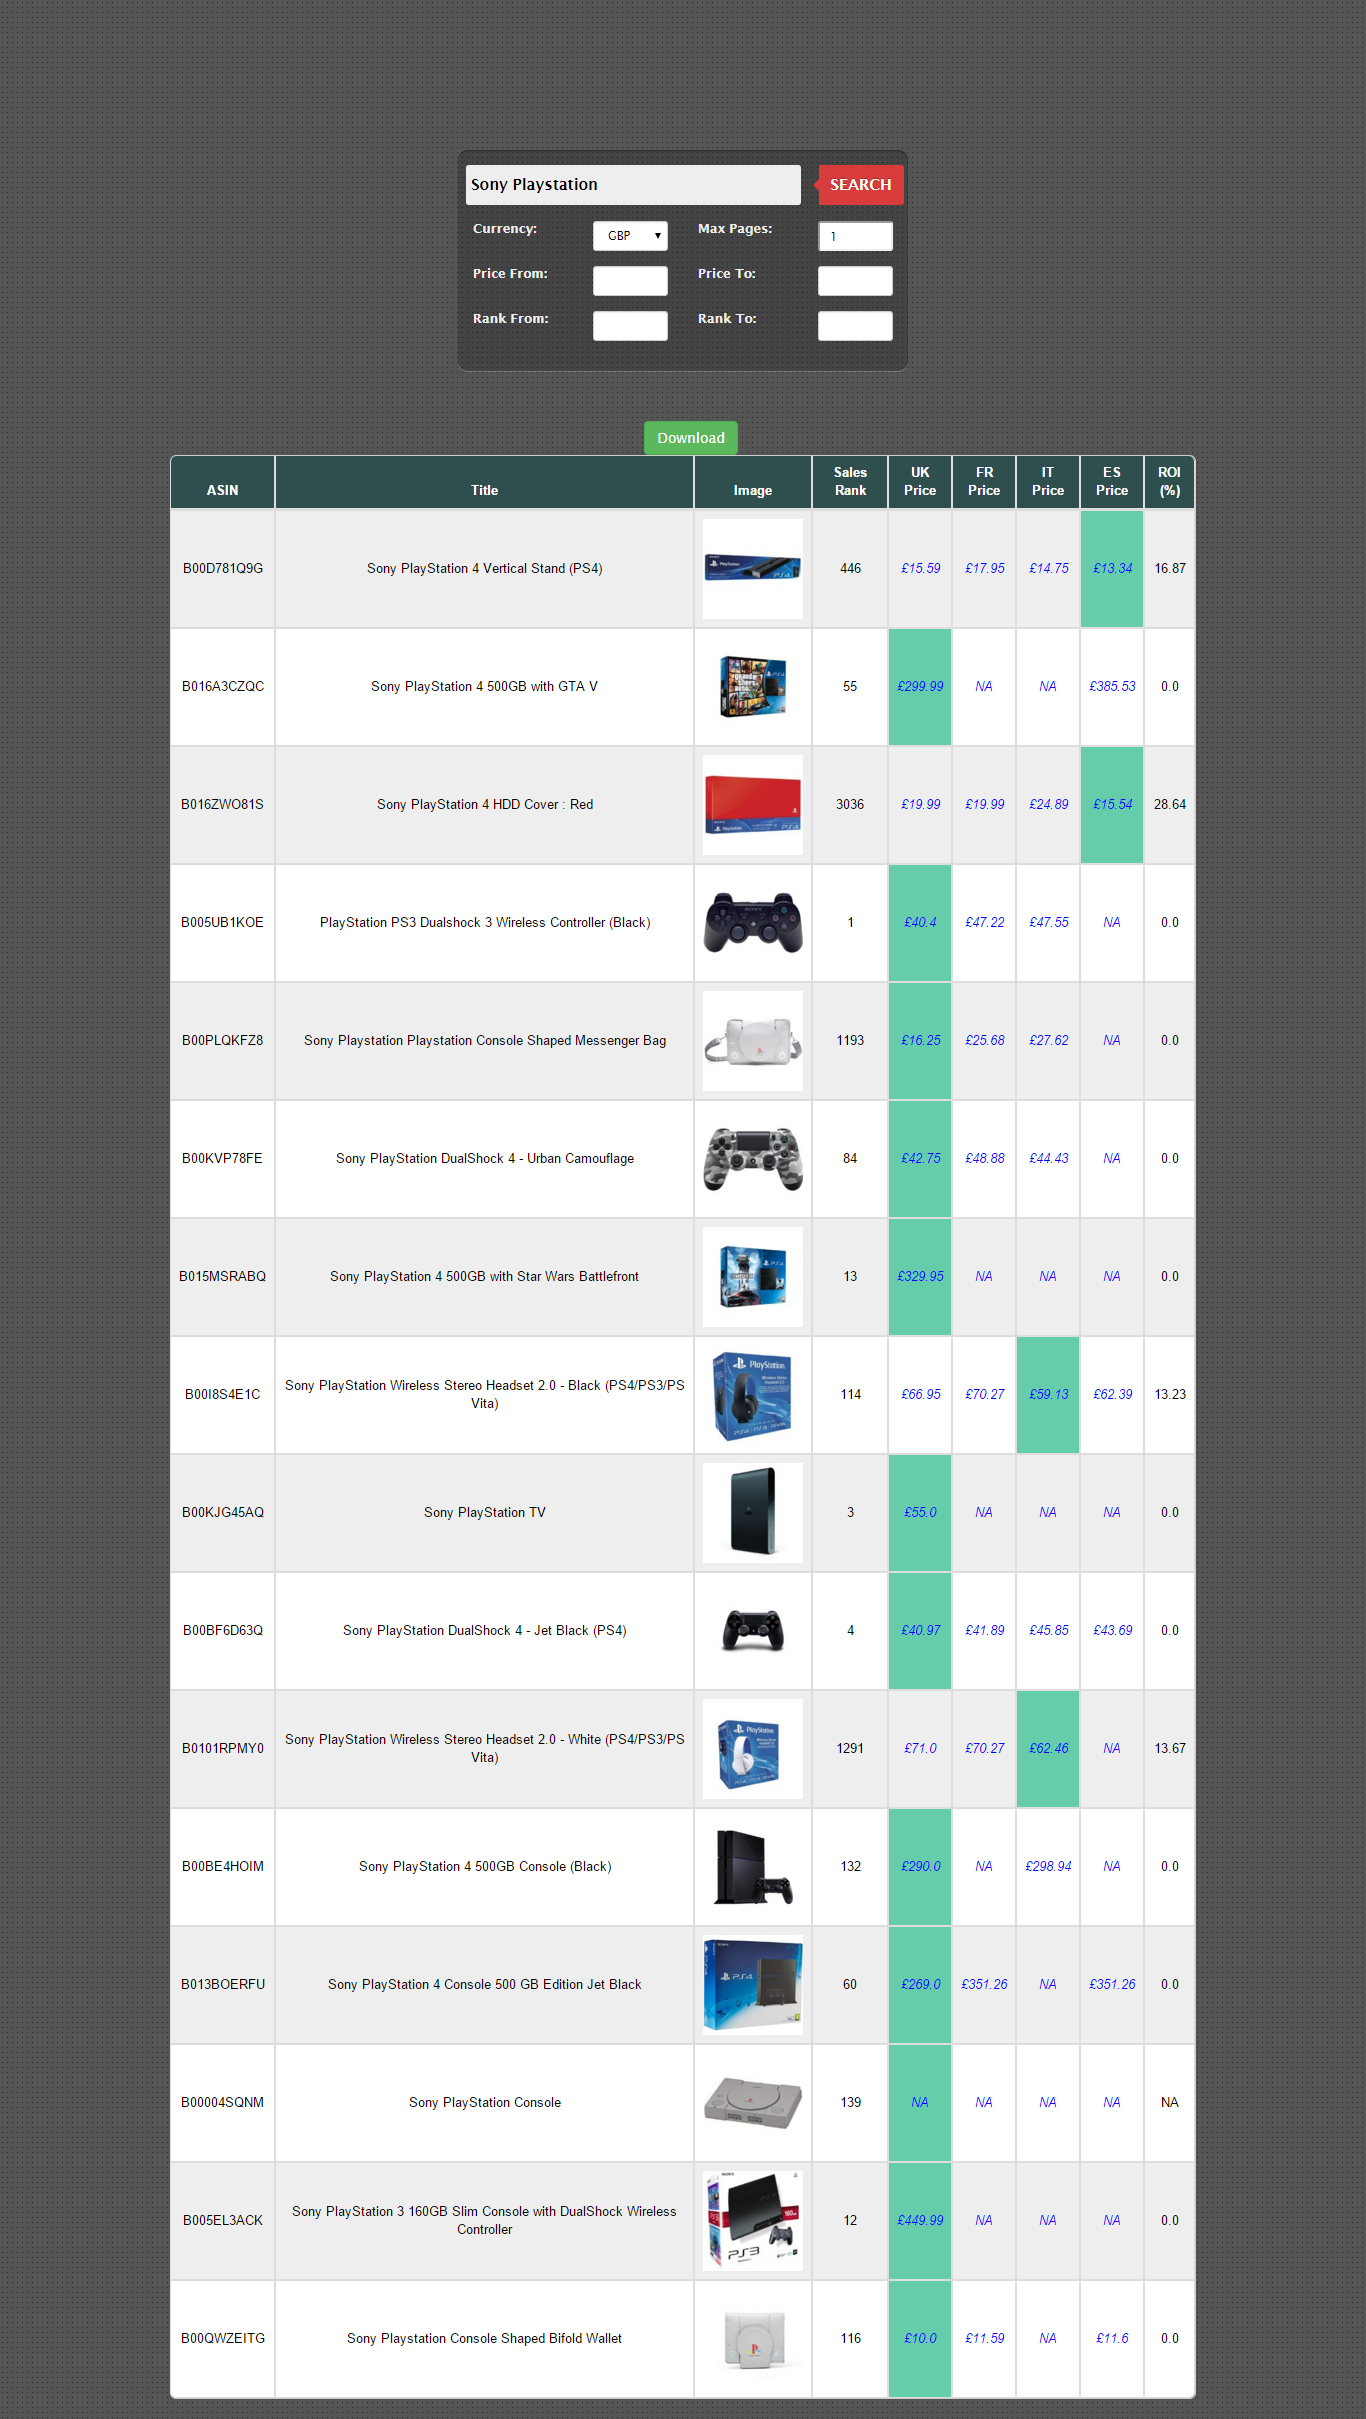 Sony Playstation
SEARCH
Currency: GBP Max Pages: 1
Price From: Price To:
Rank From: Rank To:
Download
ASIN Title Image Sales Rank UK Price FR Price IT Price ES Price ROI (%)
B00D781Q9G Sony PlayStation 4 Vertical Stand (PS4) 446 £15.59 £17.95 £14.75 £13.34 16.87
B016A3CZQC Sony PlayStation 4 500GB with GTA V 55 £299.99 NA NA £385.53 0.0
B016ZWO81S Sony PlayStation 4 HDD Cover : Red 3036 £19.99 £19.99 £24.89 £15.54 28.64
B005UB1KOE PlayStation PS3 Dualshock 3 Wireless Controller (Black) 1 £40.4 £47.22 £47.55 NA 0.0
B00PLQKFZ8 Sony Playstation Playstation Console Shaped Messenger Bag 1193 £16.25 £25.68 £27.62 NA 0.0
B00KVP78FE Sony PlayStation DualShock 4 - Urban Camouflage 84 £42.75 £48.88 £44.43 NA 0.0
B015MSRABQ Sony PlayStation 4 500GB with Star Wars Battlefront 13 £329.95 NA NA NA 0.0
B00I8S4E1C Sony PlayStation Wireless Stereo Headset 2.0 - Black (PS4/PS3/PS Vita) 114 £66.95 £70.27 £59.13 £62.39 13.23
B00KJG45AQ Sony PlayStation TV 3 £55.0 NA NA NA 0.0
B00BF6D63Q Sony PlayStation DualShock 4 - Jet Black (PS4) 4 £40.97 £41.89 £45.85 £43.69 0.0
B0101RPMY0 Sony PlayStation Wireless Stereo Headset 2.0 - White (PS4/PS3/PS Vita) 1291 £71.0 £70.27 £62.46 NA 13.67
B00BE4HOIM Sony PlayStation 4 500GB Console (Black) 132 £290.0 NA £298.94 NA 0.0
B013BOERFU Sony PlayStation 4 Console 500 GB Edition Jet Black 60 £269.0 £351.26 NA £351.26 0.0
B00004SQNM Sony PlayStation Console 139 NA NA NA NA NA
B005EL3ACK Sony PlayStation 3 160GB Slim Console with DualShock Wireless Controller 12 £449.99 NA NA NA 0.0
B00QWZEITG Sony Playstation Console Shaped Bifold Wallet 116 £10.0 £11.59 NA £11.6 0.0